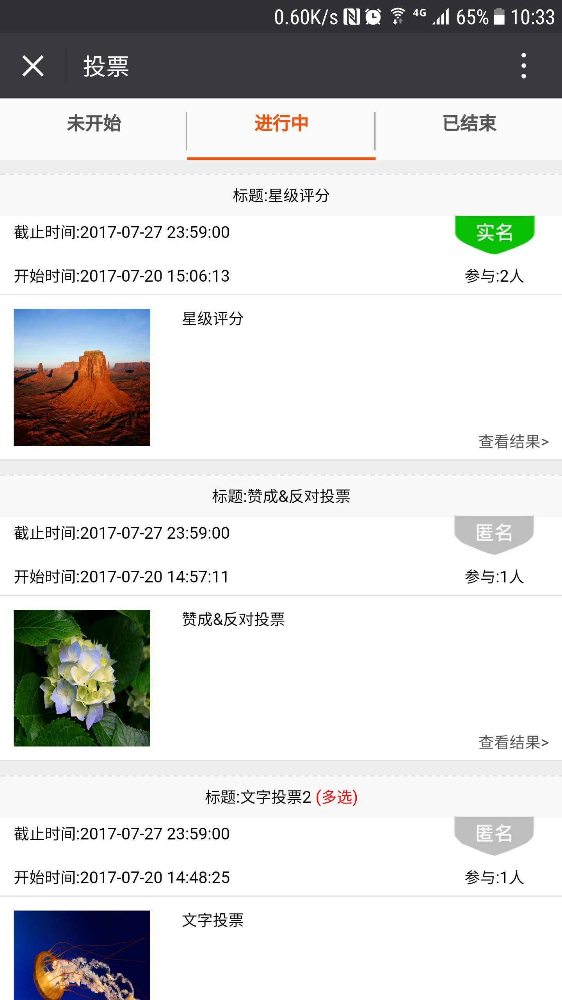 0.60K/s 4G 65% 10:33
投票
未开始 进行中 已结束
标题:星级评分
截止时间:2017-07-27 23:59:00 实名
开始时间:2017-07-20 15:06:13 参与:2人
星级评分
查看结果>
标题:赞成&反对投票
截止时间:2017-07-27 23:59:00 匿名
开始时间:2017-07-20 14:57:11 参与:1人
赞成&反对投票
查看结果>
标题:文字投票2 (多选)
截止时间:2017-07-27 23:59:00 匿名
开始时间:2017-07-20 14:48:25 参与:1人
文字投票